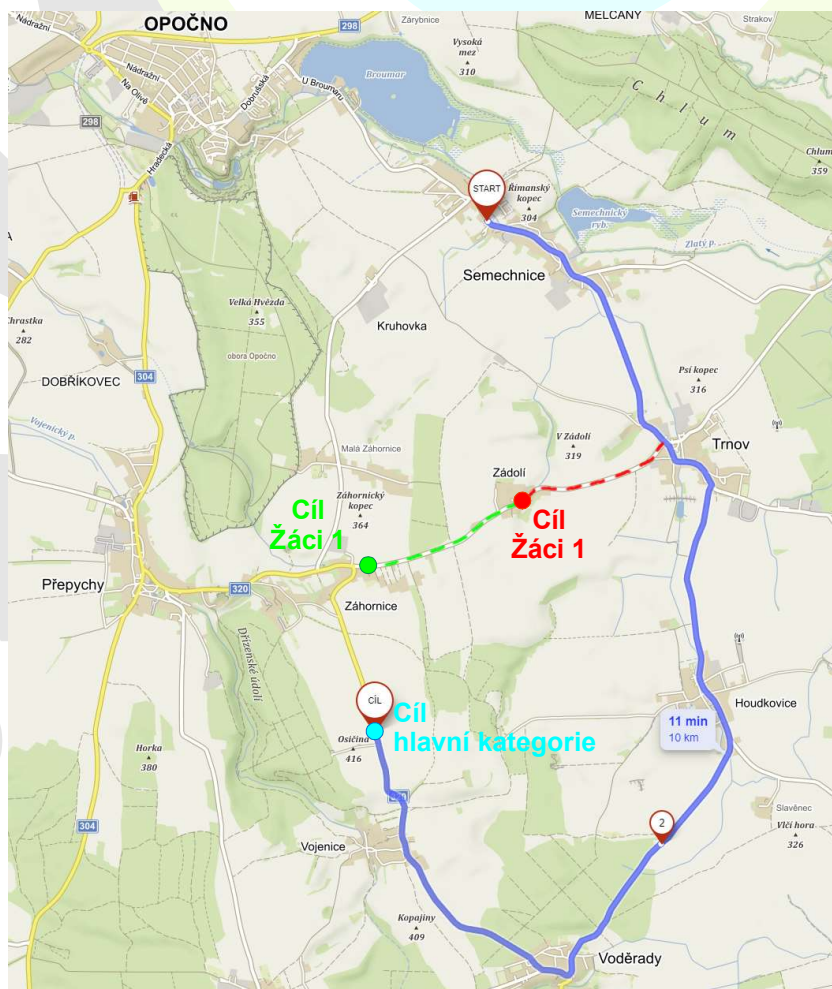 MĚLČANY
OPOČNO
298
Zárybnice
Strakov
Nádražní
Nádražní
Vysoká
mez
310
Na Olivě
Dobrušská
U Broumaru
Broumar
Chlum
298
Hradecká
Chlum
359
START
Římanský
kopec
304
Semechnický
ryb.
Zlatý p.
Semechnice
Velká Hvězda
355
Kruhovka
Chrastka
282
obora Opočno
Psí kopec
316
DOBŘÍKOVEC
304
Vojenický p.
Malá Záhornice
V Zádolí
319
Trnov
Zádolí
Záhornický
kopec
364
Cíl
Žáci 1
Cíl
Žáci 1
Přepychy
320
Záhornice
Dřízenské údolí
CÍL
Houdkovice
Cíl
hlavní kategorie
11 min
10 km
Osičina
416
Horka
380
Slavěnec
Vlčí hora
326
304
2
Vojenice
Kopajiny
409
Voděrady